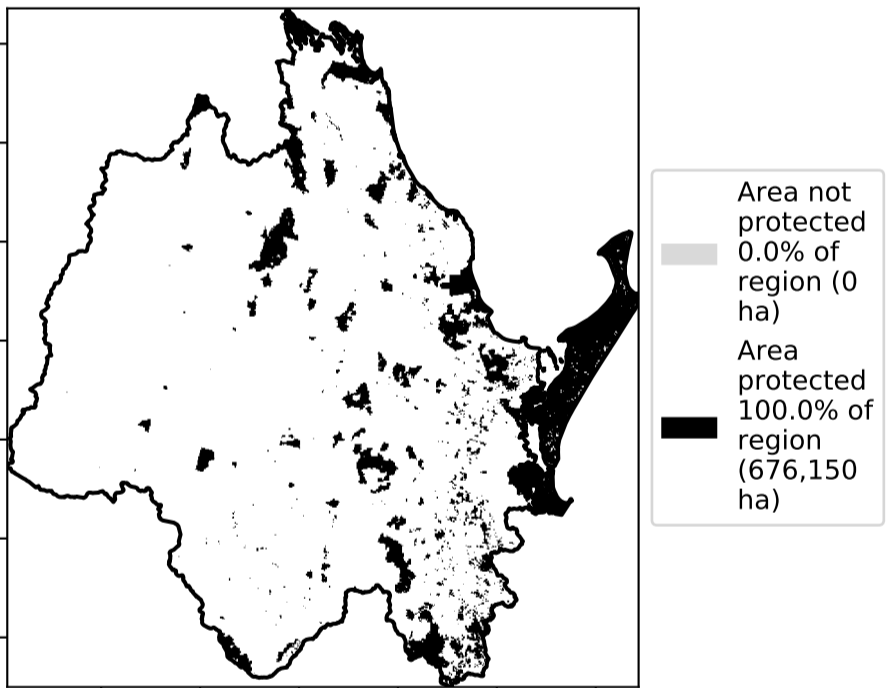 Area not
protected
0.0% of
region (0
ha)
Area
protected
100.0% of
region
(676,150
ha)